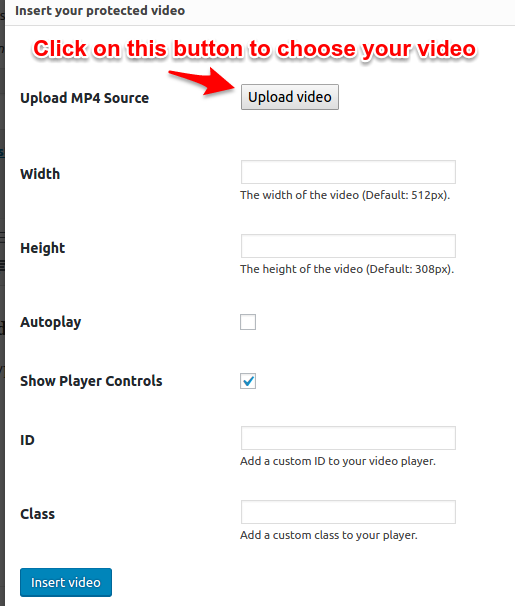 Insert your protected video
Click on this button to choose your video
Upload MP4 Source
Upload video
Width
The width of the video (Default: 512px).
Height
The height of the video (Default: 308px).
Autoplay
Show Player Controls
ID
Add a custom ID to your video player.
Class
Add a custom class to your player.
Insert video